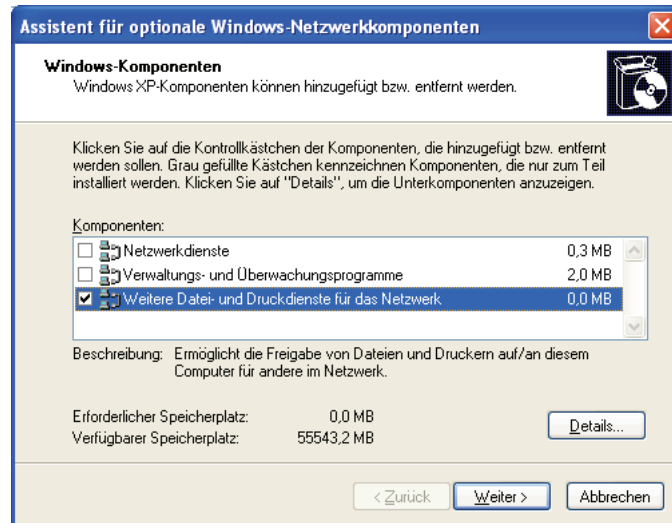 Assistent für optionale Windows-Netzwerkkomponenten
Windows-Komponenten
Windows XP-Komponenten können hinzugefügt bzw. entfernt werden.
Klicken Sie auf die Kontrollkästchen der Komponenten, die hinzugefügt bzw. entfernt
werden sollen. Grau gefüllte Kästchen kennzeichnen Komponenten, die nur zum Teil
installiert werden. Klicken Sie auf "Details", um die Unterkomponenten anzuzeigen.
Komponenten:
Netzwerkdienste 0,3 MB
Verwaltungs- und Überwachungsprogramme 2,0 MB
Weitere Datei- und Druckdienste für das Netzwerk 0,0 MB
Beschreibung: Ermöglicht die Freigabe von Dateien und Druckern auf/an diesem
Computer für andere im Netzwerk.
Erforderlicher Speicherplatz: 0,0 MB
Verfügbarer Speicherplatz: 55543,2 MB
Details...
< Zurück Weiter > Abbrechen